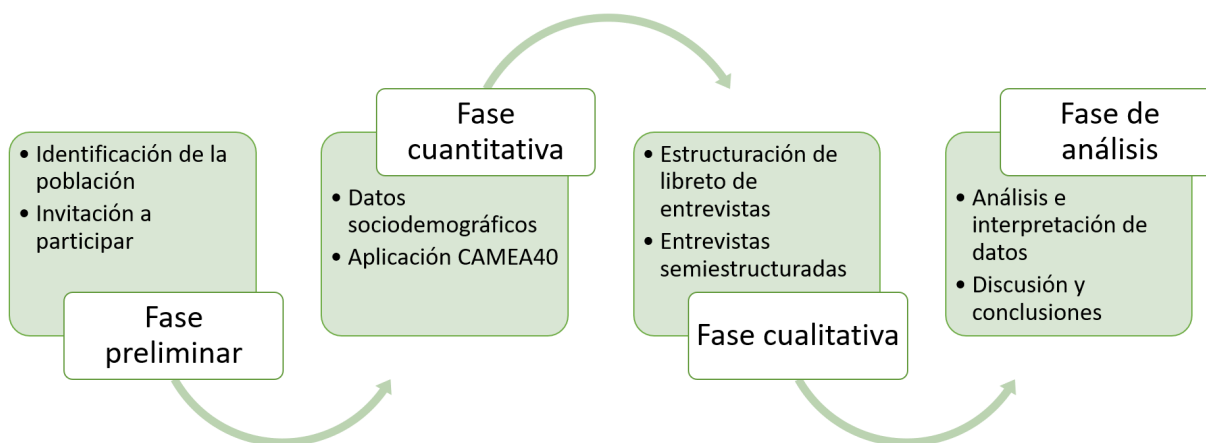 • Identificación de la
población
• Invitación a
participar
Fase
preliminar
Fase
cuantitativa
• Datos
sociodemográficos
• Aplicación CAMEA40
• Estructuración de
libreto de
entrevistas
• Entrevistas
semiestructuradas
Fase cualitativa
Fase de
análisis
• Análisis e
interpretación de
datos
• Discusión y
conclusiones